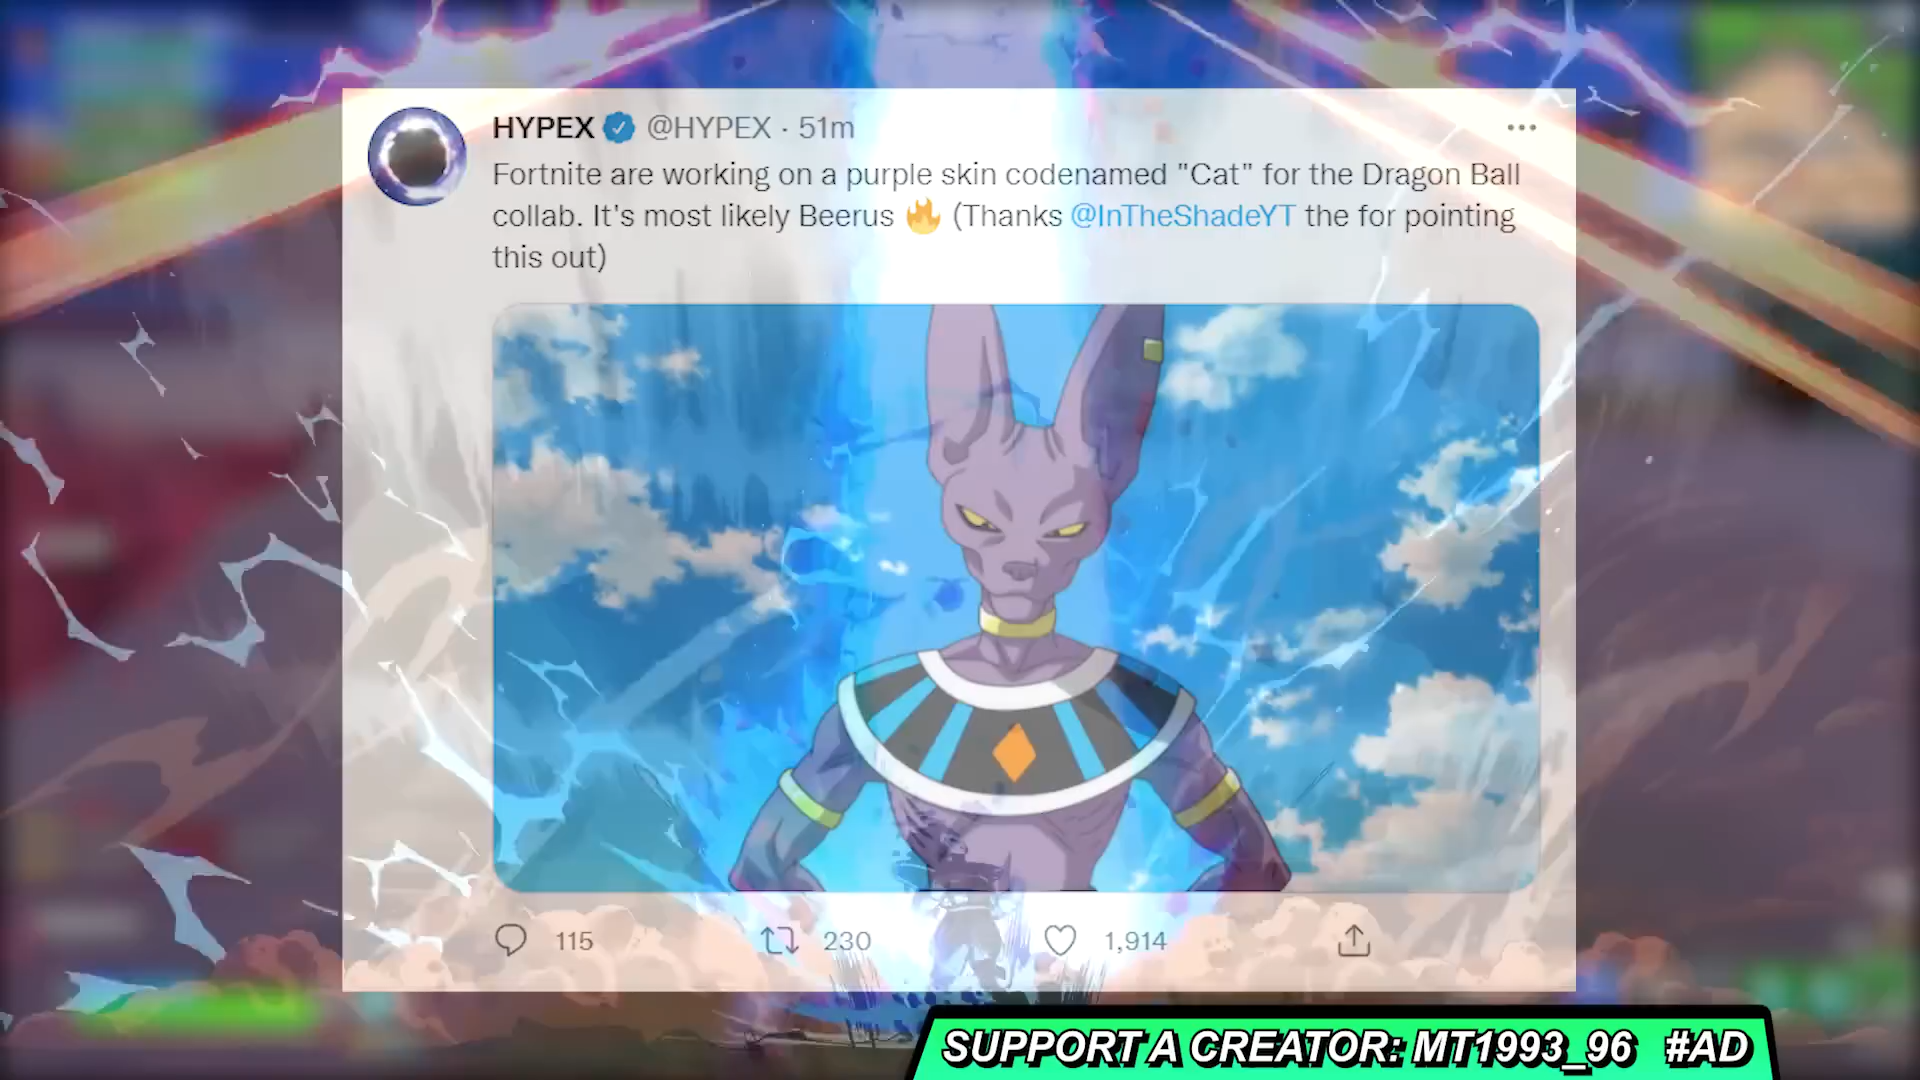 HYPEX @HYPEX · 51m
Fortnite are working on a purple skin codenamed "Cat" for the Dragon Ball
collab. It's most likely Beerus 🔥 (Thanks @InTheShadeYT the for pointing
this out)
115 230 1,914
SUPPORT A CREATOR: MT1993_96 #AD